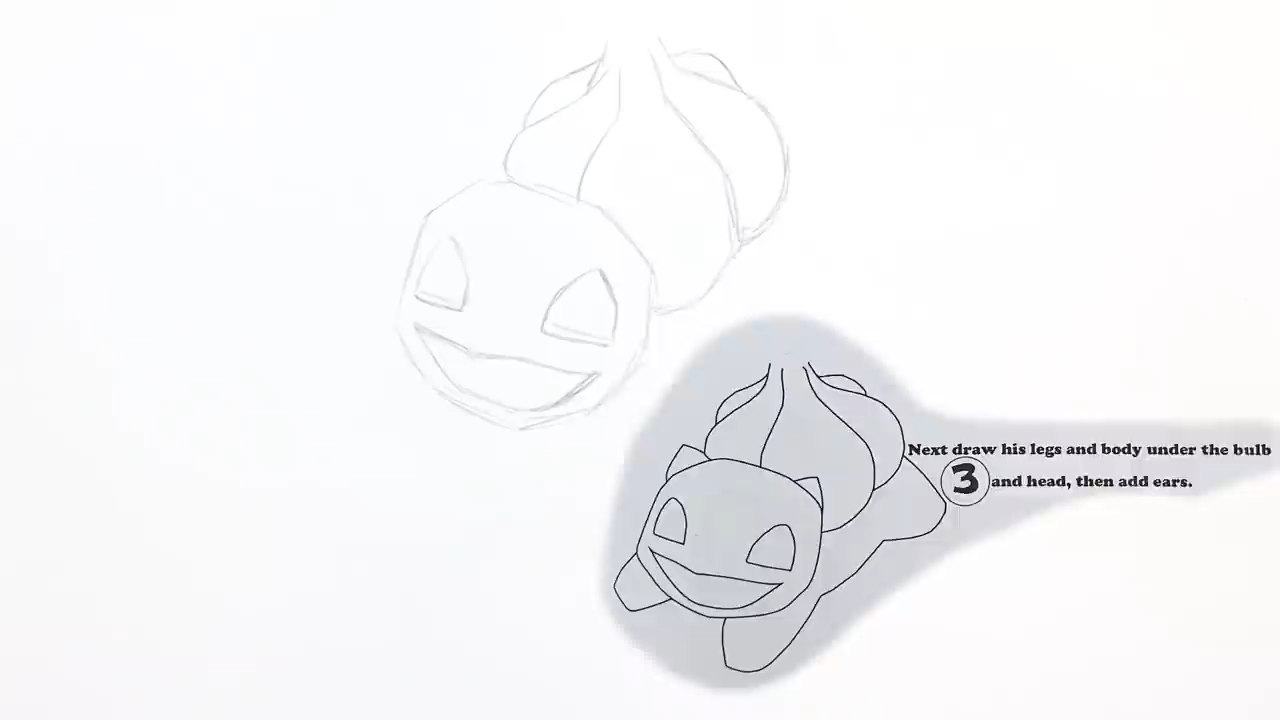 Next draw his legs and body under the bulb
3 and head, then add ears.